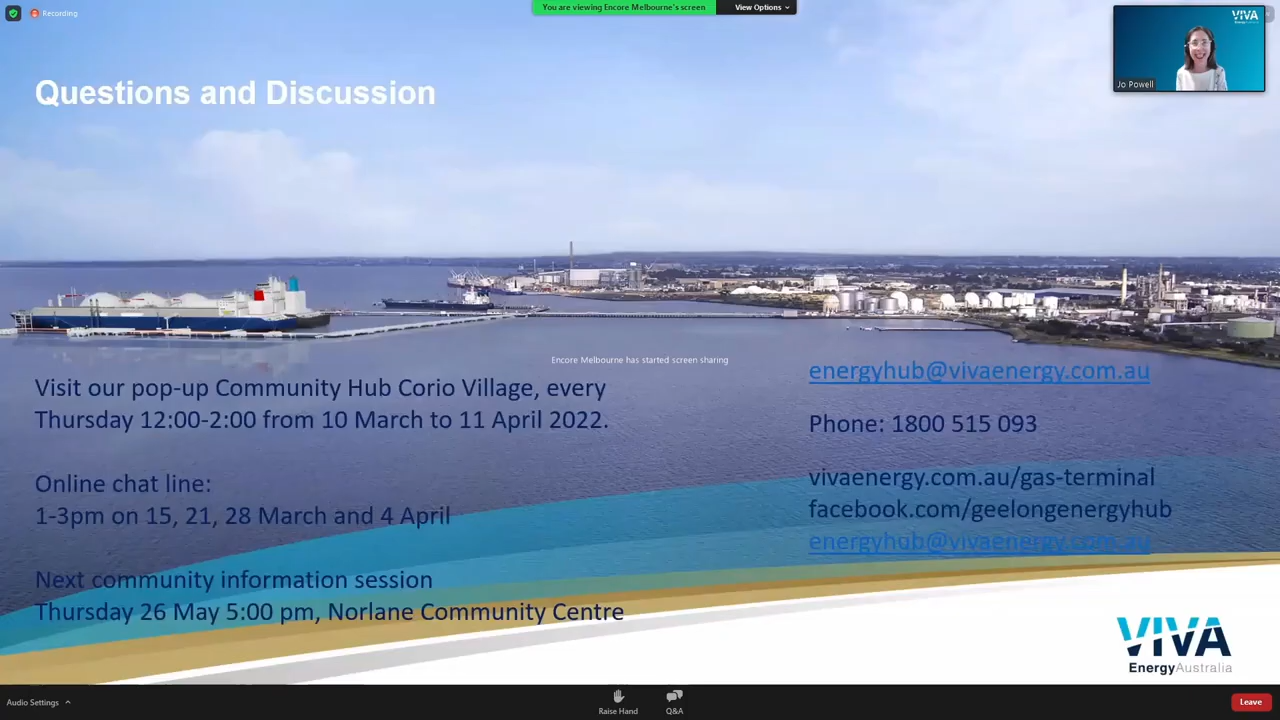 Recording
You are viewing Encore Melbourne's screen
View Options
VIVA
Jo Powell
Questions and Discussion
Encore Melbourne has started screen sharing
Visit our pop-up Community Hub Corio Village, every
Thursday 12:00-2:00 from 10 March to 11 April 2022.
Online chat line:
1-3pm on 15, 21, 28 March and 4 April
Next community information session
Thursday 26 May 5:00 pm, Norlane Community Centre
energyhub@vivaenergy.com.au
Phone: 1800 515 093
vivaenergy.com.au/gas-terminal
facebook.com/geelongenergyhub
energyhub@vivaenergy.com.au
VIVA
EnergyAustralia
Audio Settings
Raise Hand
Q&A
Leave